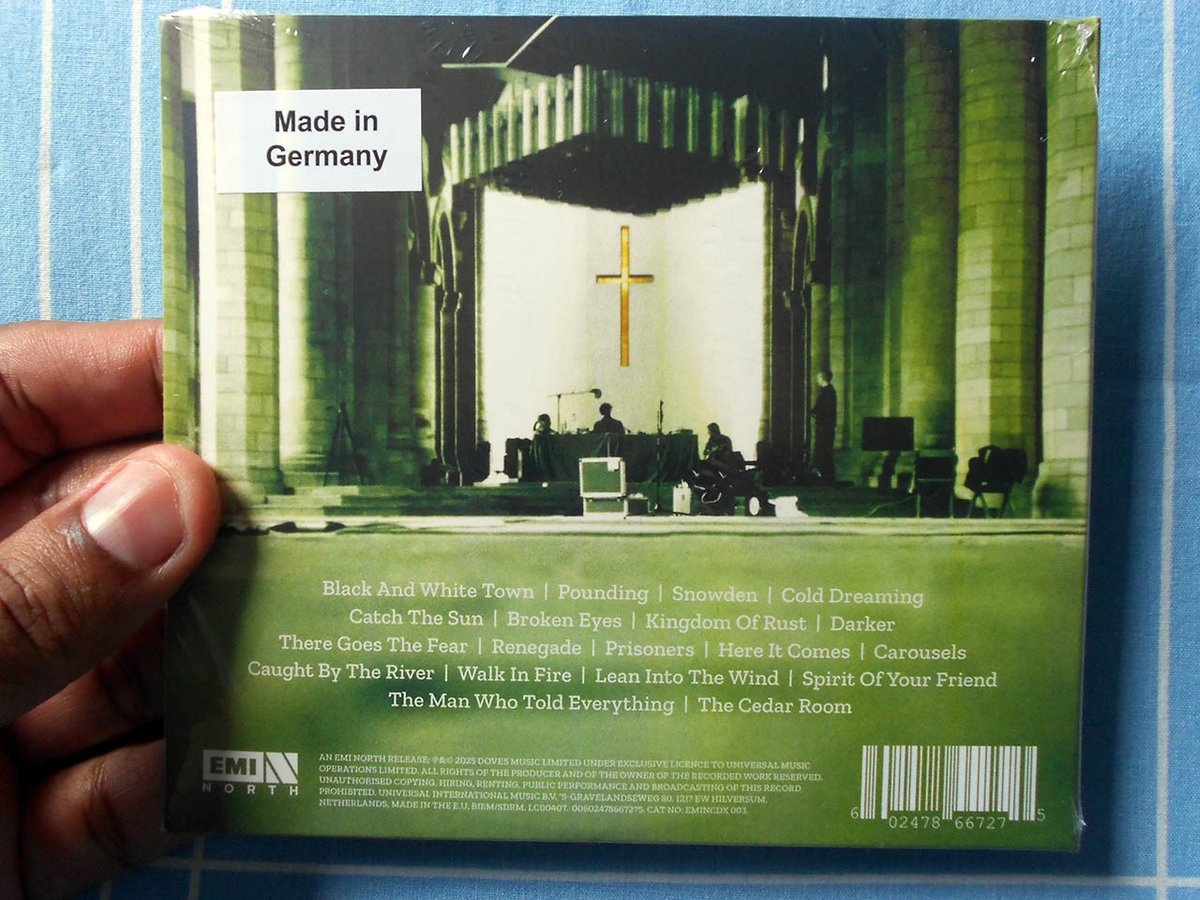 Made in
Germany
Black And White Town | Pounding | Snowden | Cold Dreaming
Catch The Sun | Broken Eyes | Kingdom Of Rust | Darker
There Goes The Fear | Renegade | Prisoners | Here It Comes | Carousels
Caught By The River | Walk In Fire | Lean Into The Wind | Spirit Of Your Friend
The Man Who Told Everything | The Cedar Room
EMI N
NORTH
AN EMI NORTH RELEASE; ℗&© 2025 DOVES MUSIC LIMITED UNDER EXCLUSIVE LICENCE TO UNIVERSAL MUSIC
OPERATIONS LIMITED. ALL RIGHTS OF THE PRODUCER AND OF THE OWNER OF THE RECORDED WORK RESERVED.
UNAUTHORISED COPYING, HIRING, RENTING, PUBLIC PERFORMANCE AND BROADCASTING OF THIS RECORD
PROHIBITED. UNIVERSAL INTERNATIONAL MUSIC B.V. 'S-GRAVELANDSEWEG 80, 1217 EW HILVERSUM,
NETHERLANDS, MADE IN THE E.U. BIEM/SDRM. LC00407. 00602478667275. CAT NO: EMINCDX 003.
6 02478 66727 5